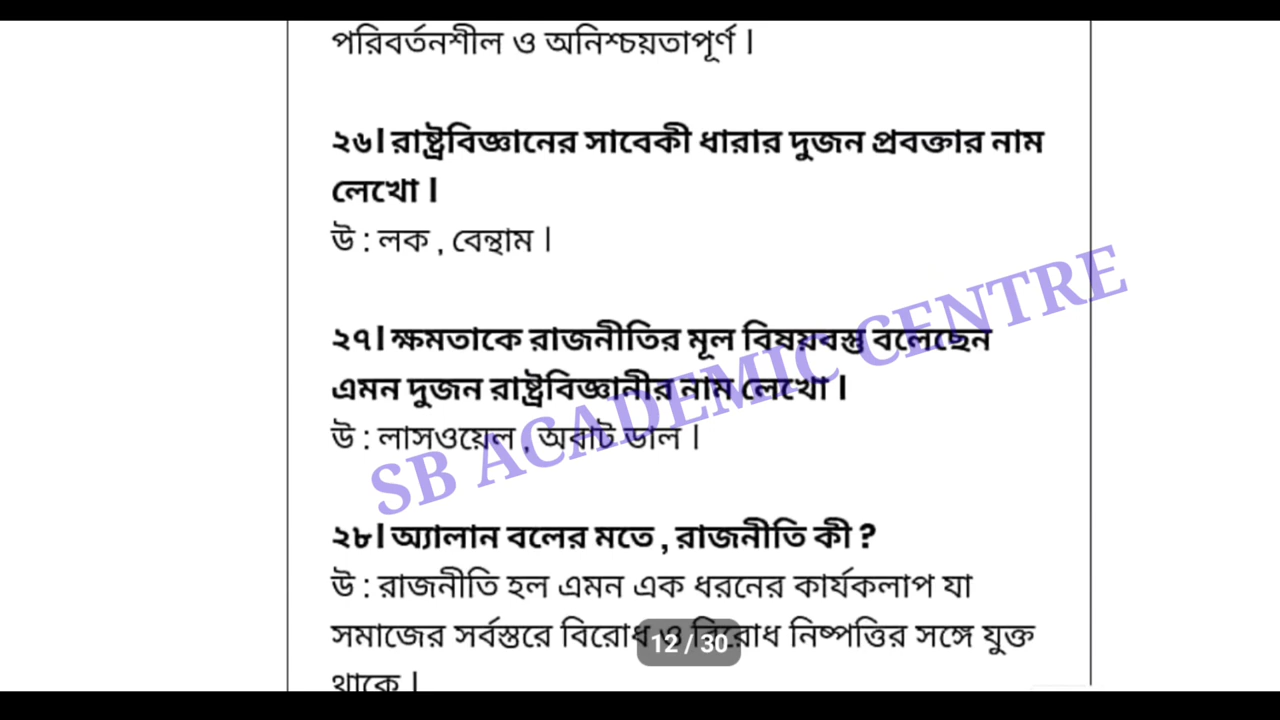 পরিবর্তনশীল ও অনিশ্চয়তাপূর্ণ ।
২৬। রাষ্ট্রবিজ্ঞানের সাবেকী ধারার দুজন প্রবক্তার নাম
লেখো ।
উ : লক , বেন্থাম ।
২৭। ক্ষমতাকে রাজনীতির মূল বিষয়বস্তু বলেছেন
এমন দুজন রাষ্ট্রবিজ্ঞানীর নাম লেখো ।
উ : লাসওয়েল , অবার্ট ডাল ।
SB ACADEMIC CENTRE
২৮। অ্যালান বলের মতে , রাজনীতি কী ?
উ : রাজনীতি হল এমন এক ধরনের কার্যকলাপ যা
সমাজের সর্বস্তরে বিরোধ ও বিরোধ নিষ্পত্তির সঙ্গে যুক্ত
12 / 30
থাকে ।